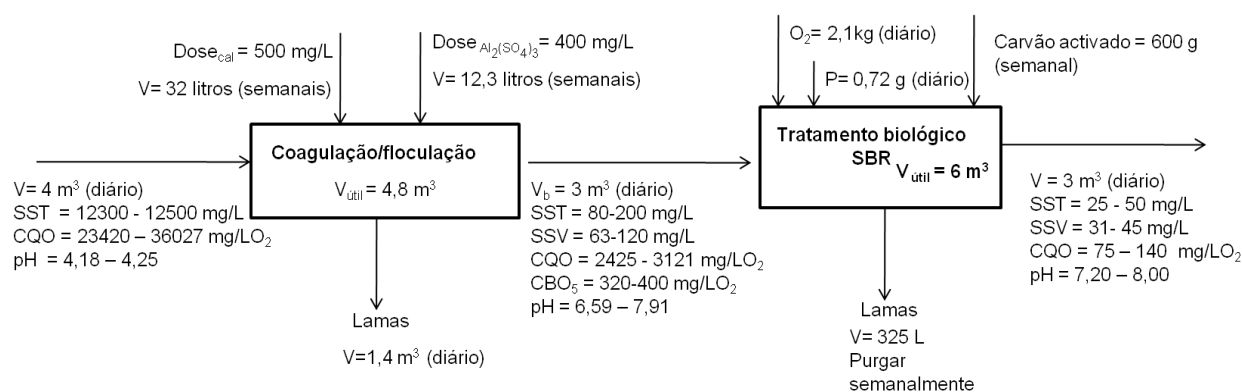 Dose cal = 500 mg/L
V= 32 litros (semanais)
Dose Al₂(SO₄)₃ = 400 mg/L
V= 12,3 litros (semanais)
Coagulação/floculação
V útil = 4,8 m³
V= 4 m³ (diário)
SST = 12300 - 12500 mg/L
CQO = 23420 – 36027 mg/LO₂
pH = 4,18 – 4,25
Lamas
V=1,4 m³ (diário)
V_b = 3 m³ (diário)
SST = 80-200 mg/L
SSV = 63-120 mg/L
CQO = 2425 - 3121 mg/LO₂
CBO₅ = 320-400 mg/LO₂
pH = 6,59 – 7,91
O₂= 2,1kg (diário)
P= 0,72 g (diário)
Carvão activado = 600 g
(semanal)
Tratamento biológico
SBR V útil = 6 m³
Lamas
V= 325 L
Purgar
semanalmente
V = 3 m³ (diário)
SST = 25 - 50 mg/L
SSV = 31- 45 mg/L
CQO = 75 – 140 mg/LO₂
pH = 7,20 – 8,00